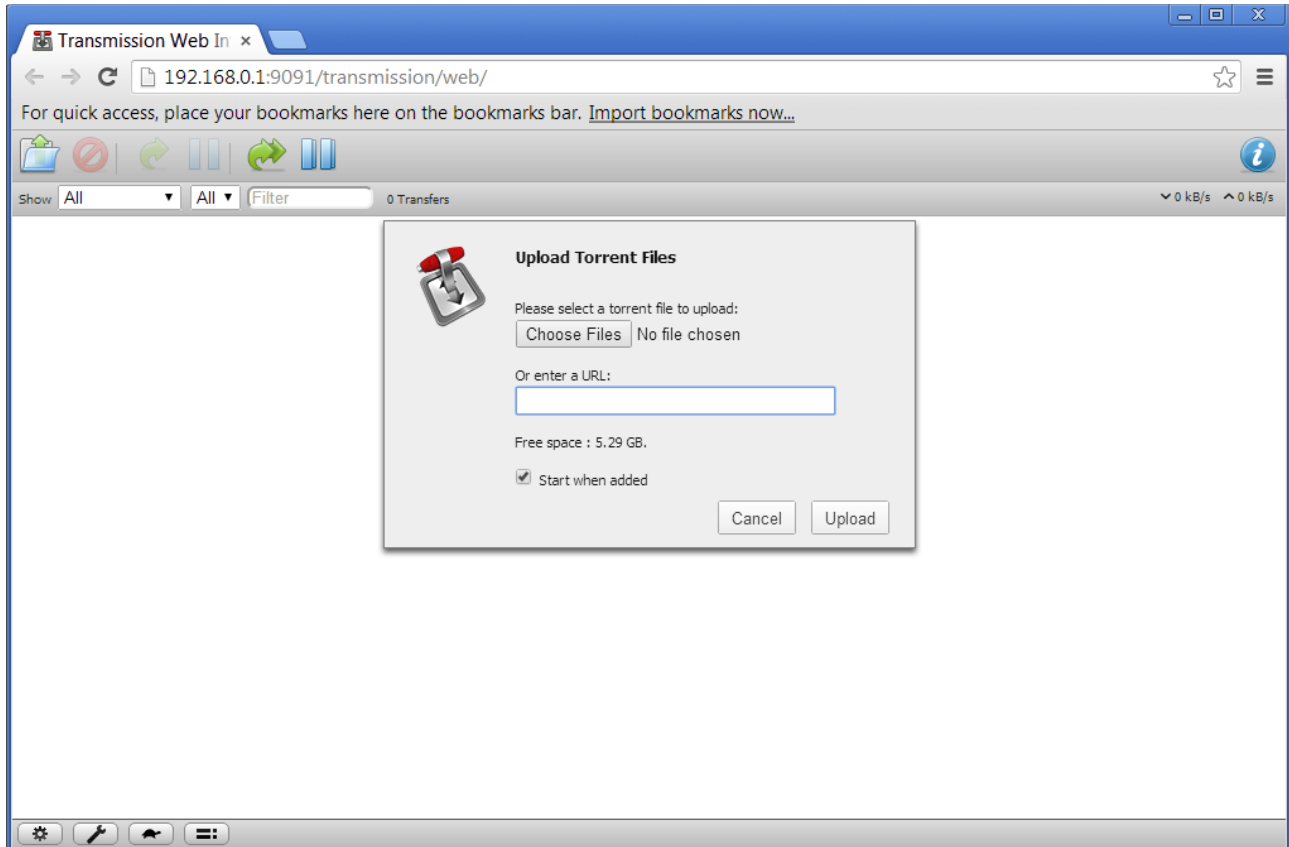 Transmission Web In
192.168.0.1:9091/transmission/web/
For quick access, place your bookmarks here on the bookmarks bar. Import bookmarks now...
Show All All Filter 0 Transfers 0 kB/s 0 kB/s
Upload Torrent Files
Please select a torrent file to upload:
Choose Files No file chosen
Or enter a URL:
Free space : 5.29 GB.
Start when added
Cancel Upload